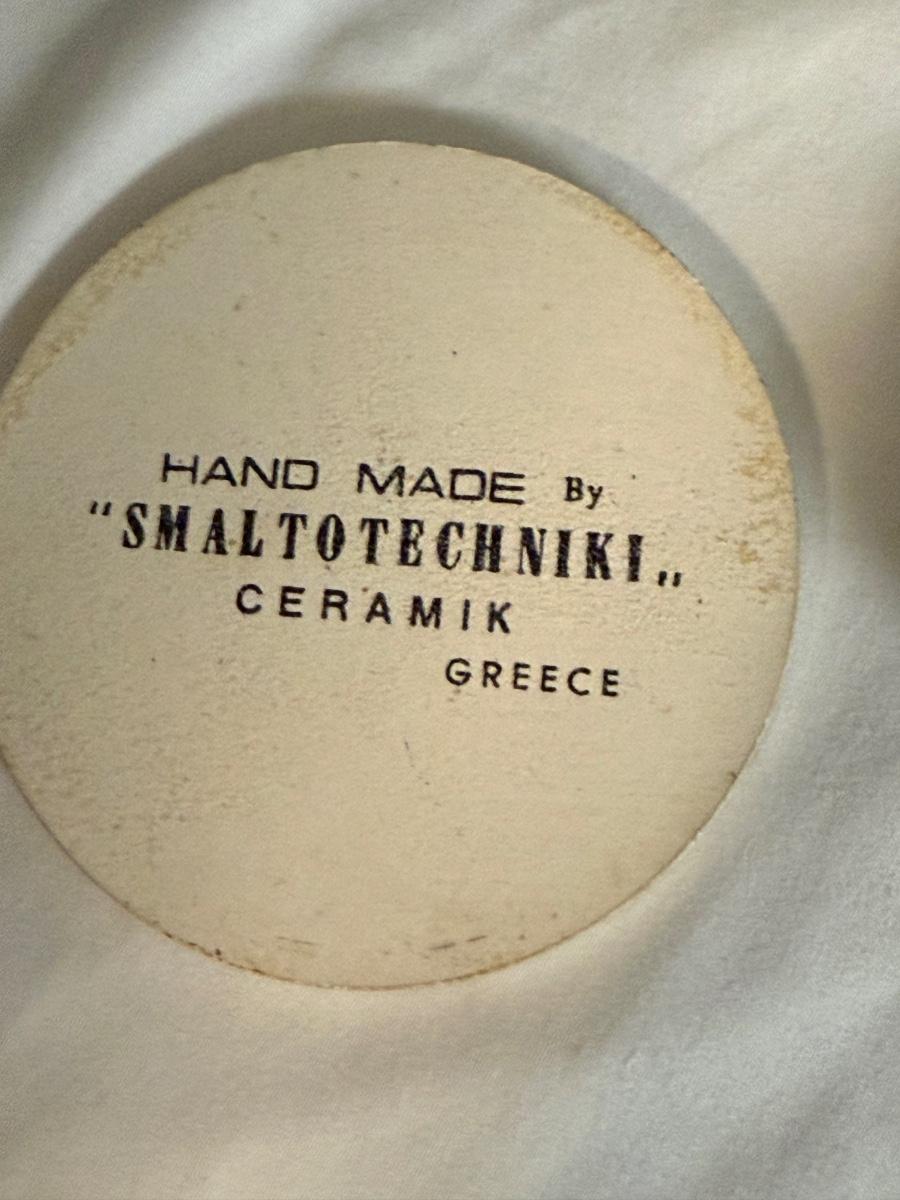 HAND MADE By
"SMALTOTECHNIKI„
CERAMIK
GREECE